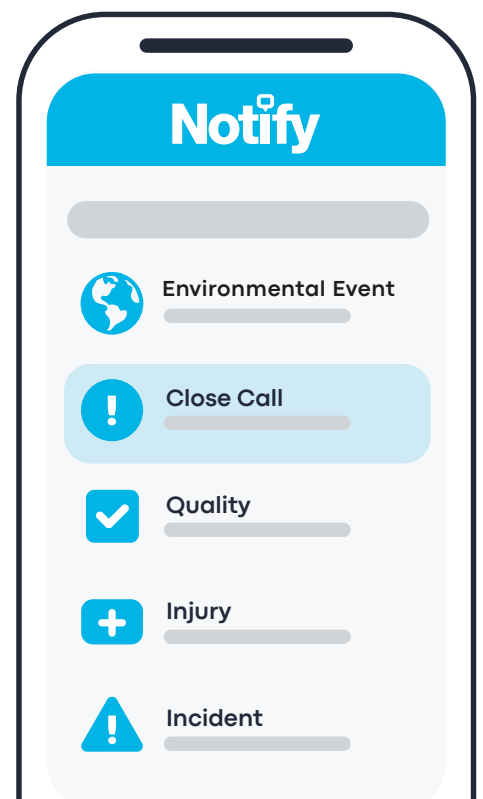 Notify
Environmental Event
Close Call
Quality
Injury
Incident